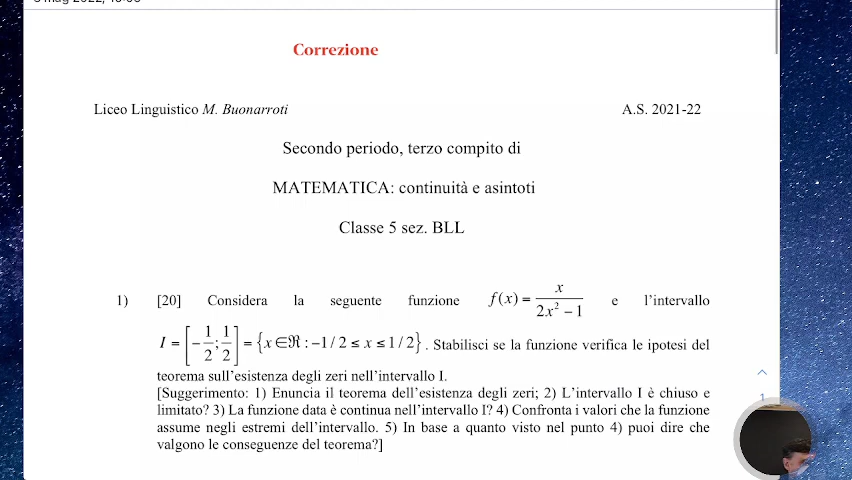 Correzione
Liceo Linguistico M. Buonarroti A.S. 2021-22
Secondo periodo, terzo compito di
MATEMATICA: continuità e asintoti
Classe 5 sez. BLL
1) [20] Considera la seguente funzione f(x) = x / (2x² − 1) e l'intervallo
I = [−1/2; 1/2] = {x ∈ ℜ : −1/2 ≤ x ≤ 1/2}. Stabilisci se la funzione verifica le ipotesi del
teorema sull'esistenza degli zeri nell'intervallo I.
[Suggerimento: 1) Enuncia il teorema dell'esistenza degli zeri; 2) L'intervallo I è chiuso e
limitato? 3) La funzione data è continua nell'intervallo I? 4) Confronta i valori che la funzione
assume negli estremi dell'intervallo. 5) In base a quanto visto nel punto 4) puoi dire che
valgono le conseguenze del teorema?]
1